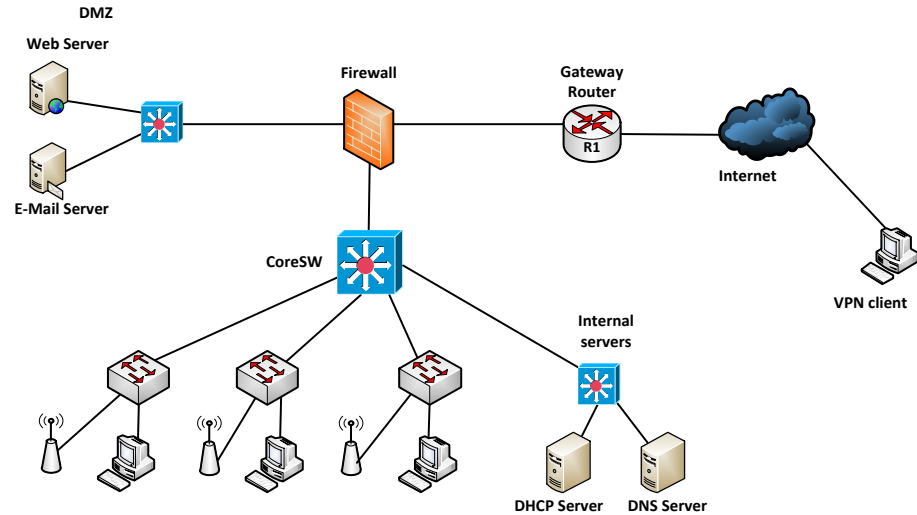 DMZ
Web Server
Firewall
Gateway
Router
R1
E-Mail Server
Internet
CoreSW
VPN client
Internal
servers
DHCP Server
DNS Server